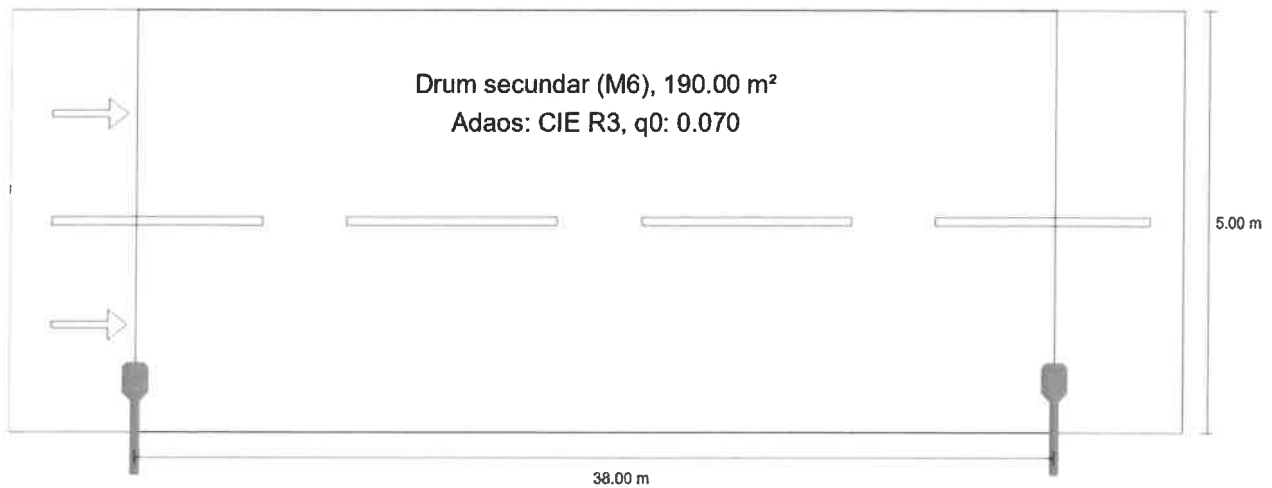 Drum secundar (M6), 190.00 m²
Adaos: CIE R3, q0: 0.070
5.00 m
38.00 m